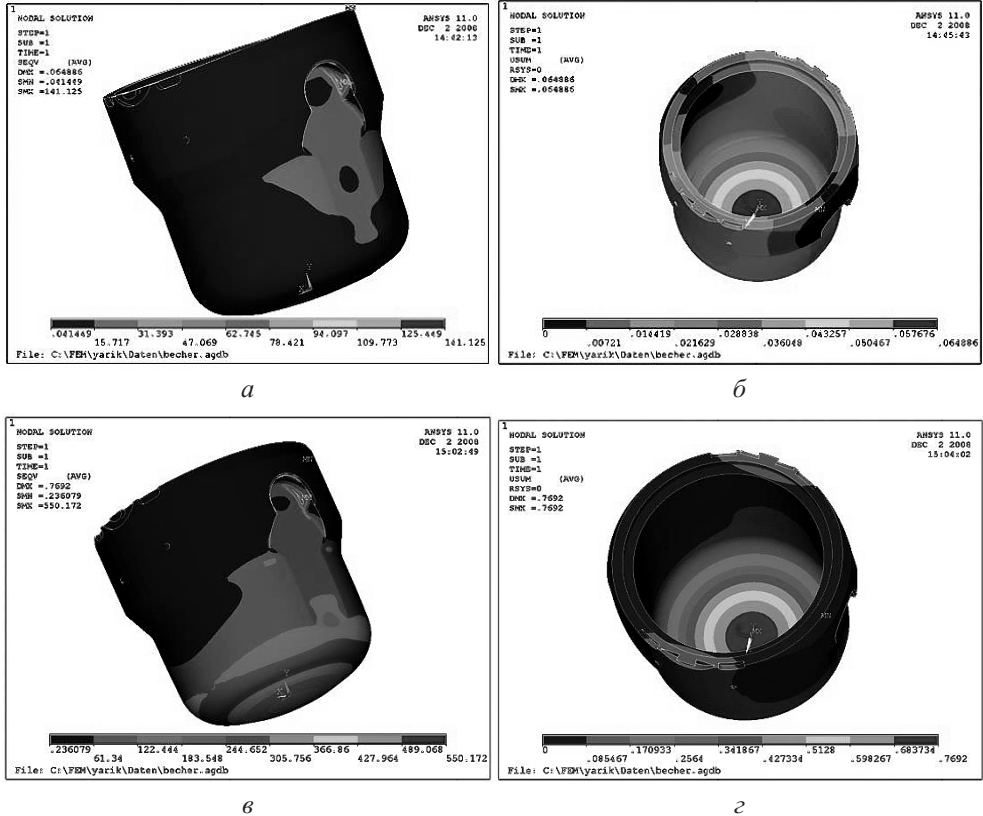 1
NODAL SOLUTION
STEP=1
SUB =1
TIME=1
SEQV (AVG)
DMX =.064886
SMN =.041449
SMX =141.125
ANSYS 11.0
DEC 2 2008
14:42:13
MN
MX
Y
X
.041449 31.393 62.745 94.097 125.449
15.717 47.069 78.421 109.773 141.125
File: C:\FEM\yarik\Daten\becher.agdb
а
1
NODAL SOLUTION
STEP=1
SUB =1
TIME=1
USUM (AVG)
RSYS=0
DMX =.064886
SMX =.064886
ANSYS 11.0
DEC 2 2008
14:45:43
MX
MN
0 .014419 .028838 .043257 .057676
.00721 .021629 .036048 .050467 .064886
File: C:\FEM\yarik\Daten\becher.agdb
б
1
NODAL SOLUTION
STEP=1
SUB =1
TIME=1
SEQV (AVG)
DMX =.7692
SMN =.236079
SMX =550.172
ANSYS 11.0
DEC 2 2008
15:02:49
MN
MX
Y
X
.236079 122.444 244.652 366.86 489.068
61.34 183.548 305.756 427.964 550.172
File: C:\FEM\yarik\Daten\becher.agdb
в
1
NODAL SOLUTION
STEP=1
SUB =1
TIME=1
USUM (AVG)
RSYS=0
DMX =.7692
SMX =.7692
ANSYS 11.0
DEC 2 2008
15:04:02
MX
MN
0 .170933 .341867 .5128 .683734
.085467 .2564 .427334 .598267 .7692
File: C:\FEM\yarik\Daten\becher.agdb
г